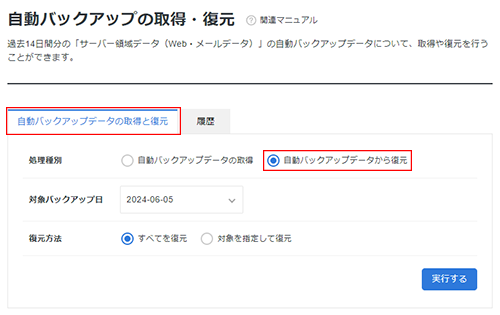 自動バックアップの取得・復元 ? 関連マニュアル
過去14日間分の「サーバー領域データ（Web・メールデータ）」の自動バックアップデータについて、取得や復元を行う
ことができます。
自動バックアップデータの取得と復元 履歴
処理種別 自動バックアップデータの取得 自動バックアップデータから復元
対象バックアップ日 2024-06-05
復元方法 すべてを復元 対象を指定して復元
実行する